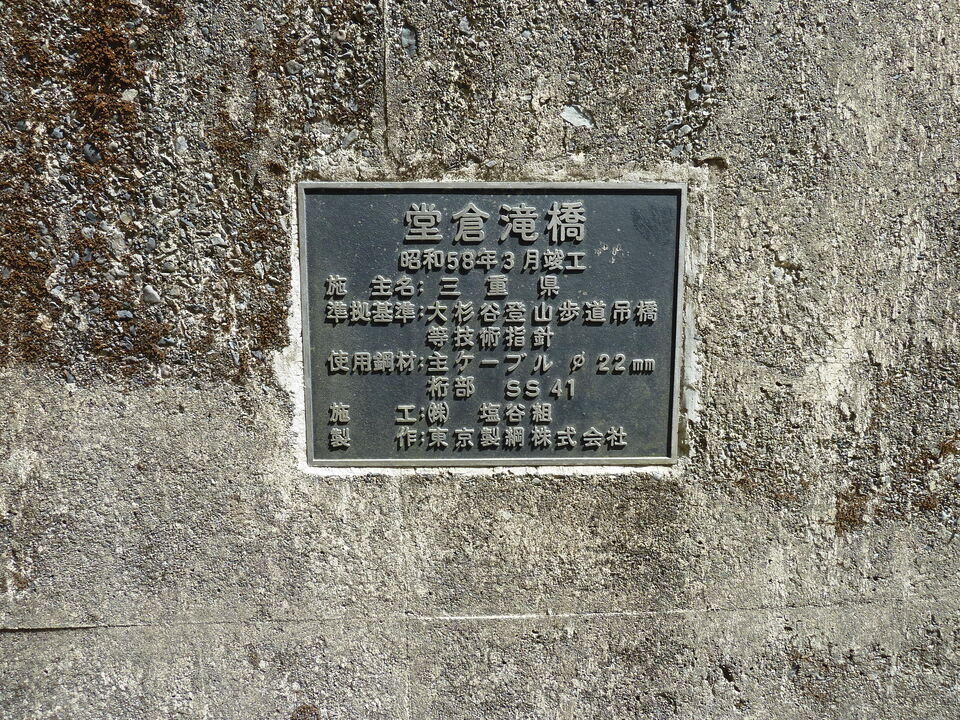 堂倉滝橋
昭和58年3月竣工
施 主名:三 重 県
準拠基準:大杉谷登山歩道吊橋
等技術指針
使用鋼材:主ケーブル φ 22mm
桁部 SS 41
施 工:㈱ 塩谷組
製 作:東京製綱株式会社